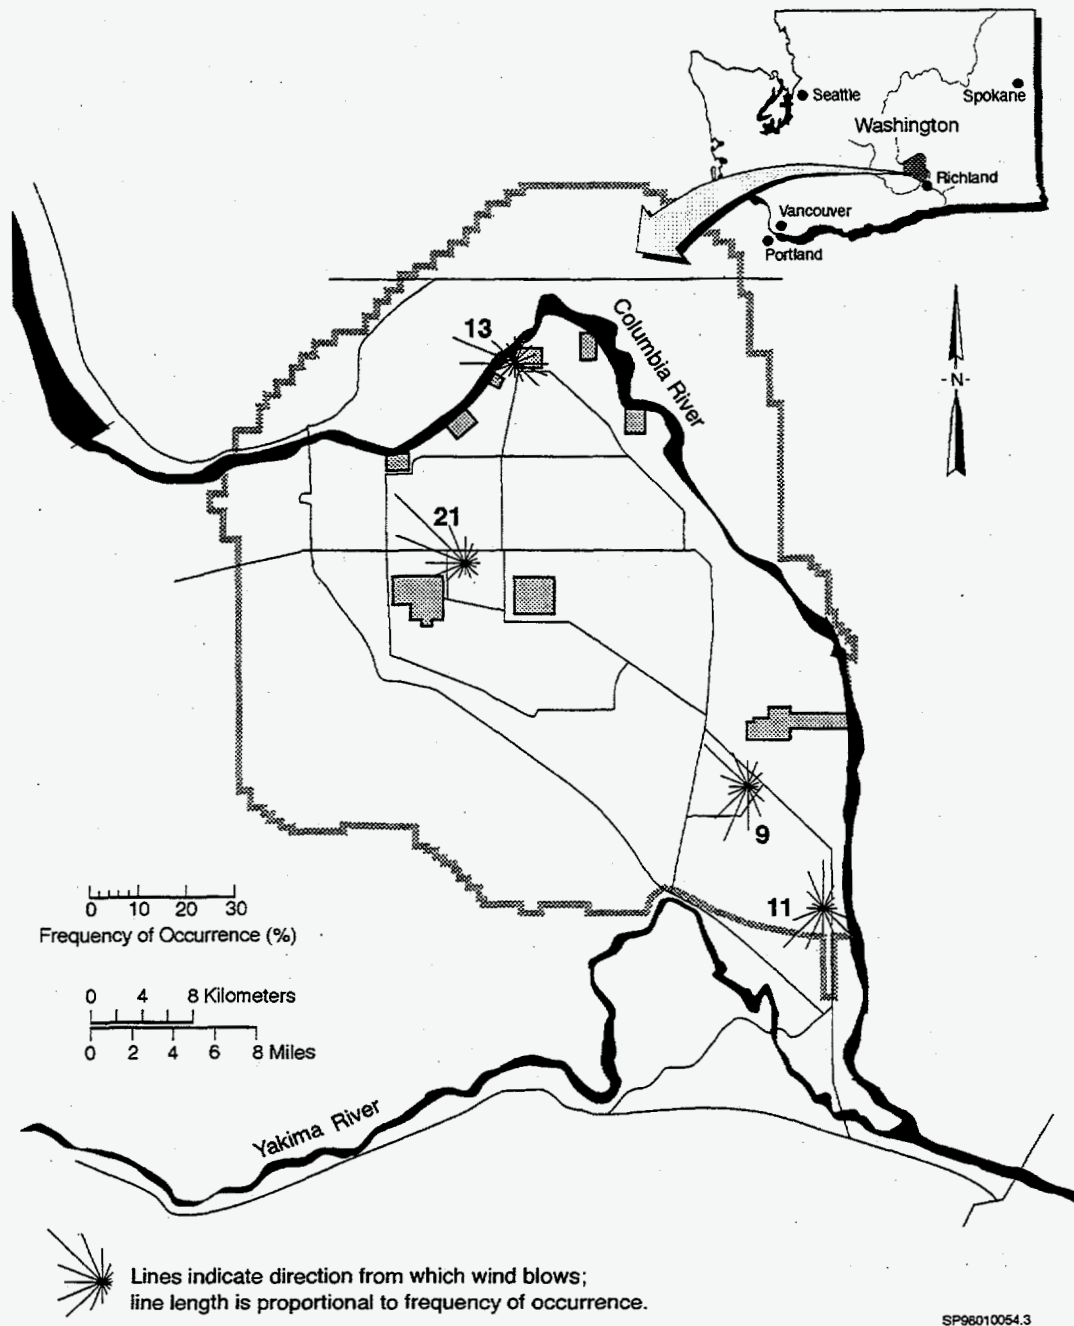 Seattle
Spokane
Washington
Richland
Vancouver
Portland
Columbia River
13
-N-
21
9
11
0 10 20 30
Frequency of Occurrence (%)
0 4 8 Kilometers
0 2 4 6 8 Miles
Yakima River
Lines indicate direction from which wind blows;
line length is proportional to frequency of occurrence.
SP98010054.3